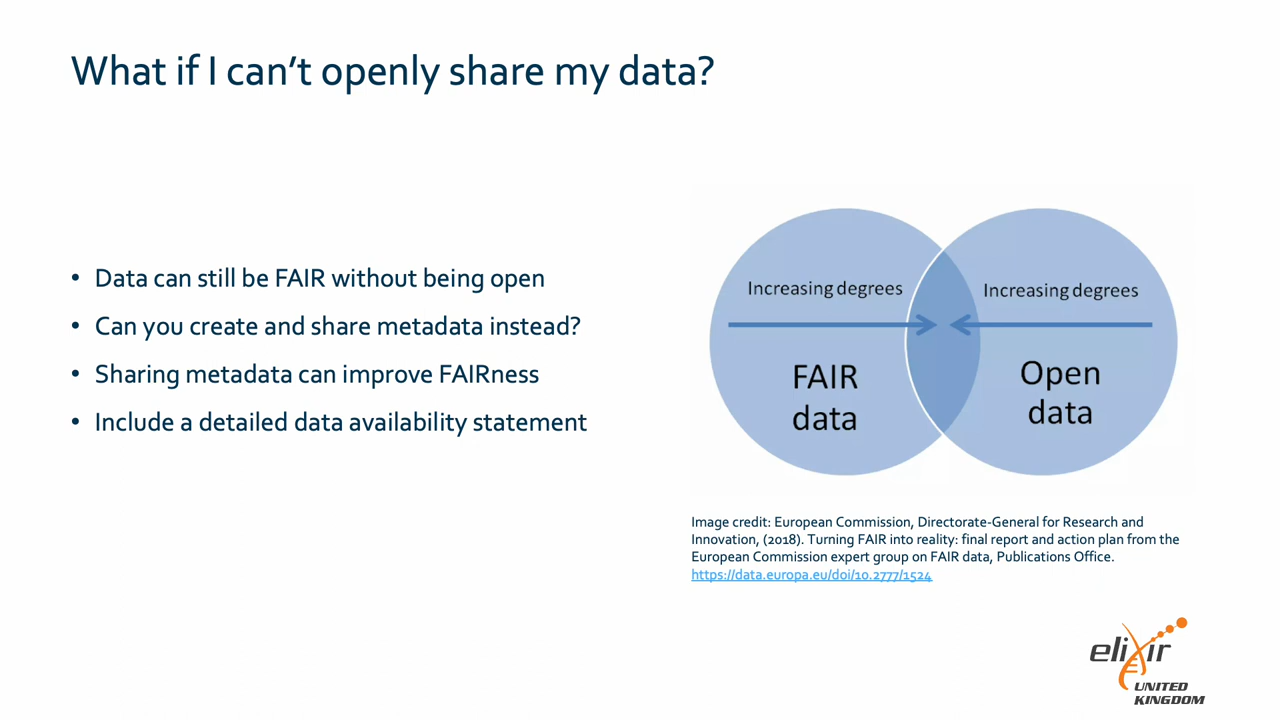 What if I can’t openly share my data?
• Data can still be FAIR without being open
• Can you create and share metadata instead?
• Sharing metadata can improve FAIRness
• Include a detailed data availability statement
Increasing degrees
FAIR
data
Increasing degrees
Open
data
Image credit: European Commission, Directorate-General for Research and
Innovation, (2018). Turning FAIR into reality: final report and action plan from the
European Commission expert group on FAIR data, Publications Office.
https://data.europa.eu/doi/10.2777/1524
elixir
UNITED
KINGDOM